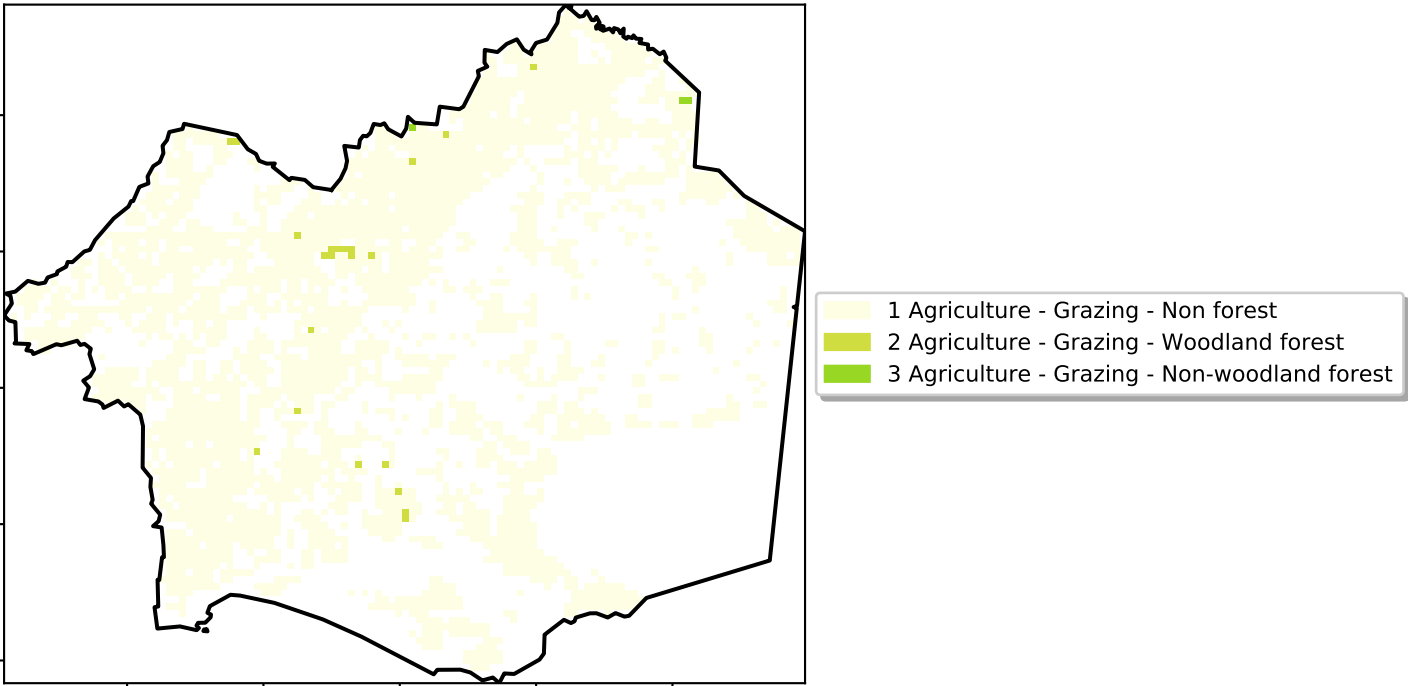 1 Agriculture - Grazing - Non forest
2 Agriculture - Grazing - Woodland forest
3 Agriculture - Grazing - Non-woodland forest